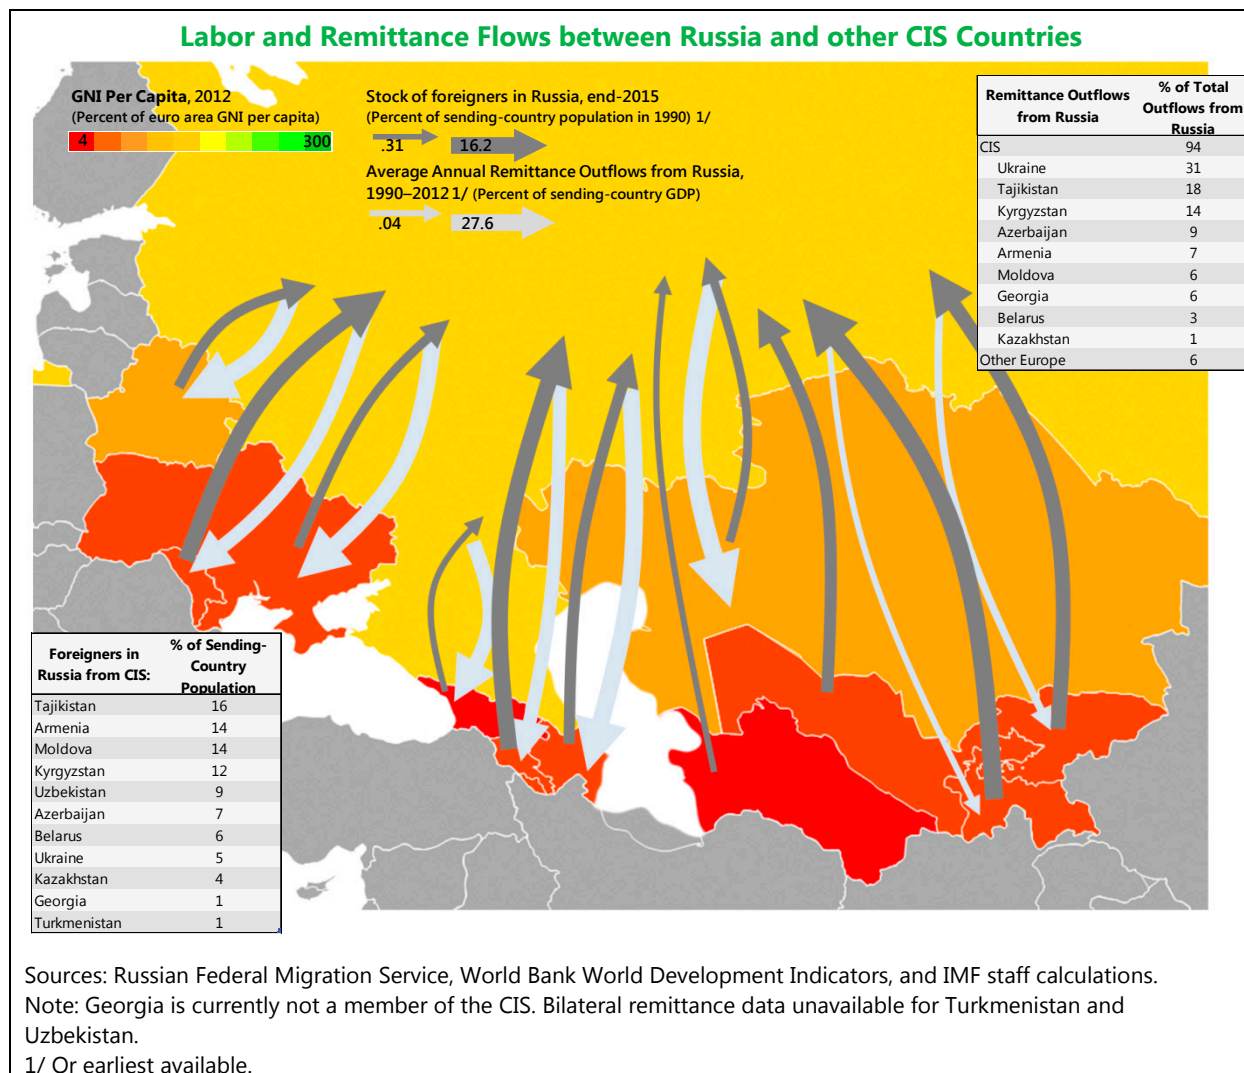 Labor and Remittance Flows between Russia and other CIS Countries
GNI Per Capita, 2012
(Percent of euro area GNI per capita)
4 300
Stock of foreigners in Russia, end-2015
(Percent of sending-country population in 1990) 1/
.31 16.2
Average Annual Remittance Outflows from Russia,
1990–2012 1/ (Percent of sending-country GDP)
.04 27.6
Remittance Outflows from Russia % of Total Outflows from Russia
CIS 94
Ukraine 31
Tajikistan 18
Kyrgyzstan 14
Azerbaijan 9
Armenia 7
Moldova 6
Georgia 6
Belarus 3
Kazakhstan 1
Other Europe 6
Foreigners in Russia from CIS: % of Sending-Country Population
Tajikistan 16
Armenia 14
Moldova 14
Kyrgyzstan 12
Uzbekistan 9
Azerbaijan 7
Belarus 6
Ukraine 5
Kazakhstan 4
Georgia 1
Turkmenistan 1
Sources: Russian Federal Migration Service, World Bank World Development Indicators, and IMF staff calculations.
Note: Georgia is currently not a member of the CIS. Bilateral remittance data unavailable for Turkmenistan and
Uzbekistan.
1/ Or earliest available.